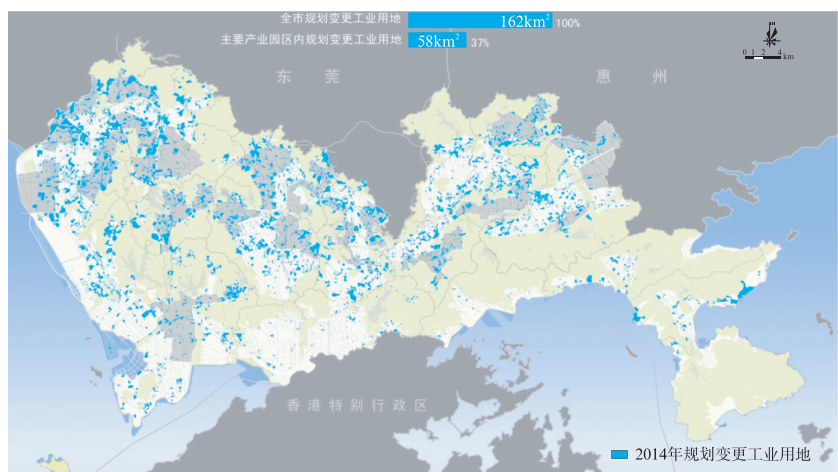 全市规划变更工业用地 162km² 100%
主要产业园区内规划变更工业用地 58km² 37%
0 1 2 4 km
东 莞
惠 州
香港特别行政区
2014年规划变更工业用地